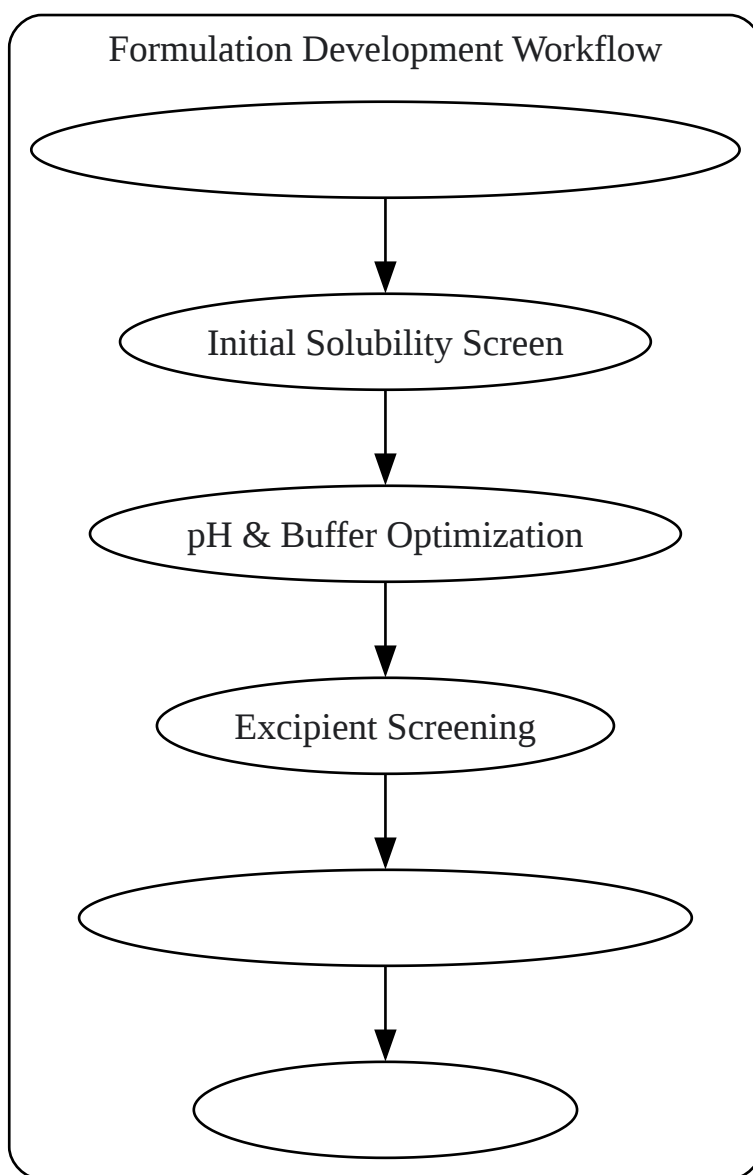 Formulation Development Workflow
Initial Solubility Screen
pH & Buffer Optimization
Excipient Screening